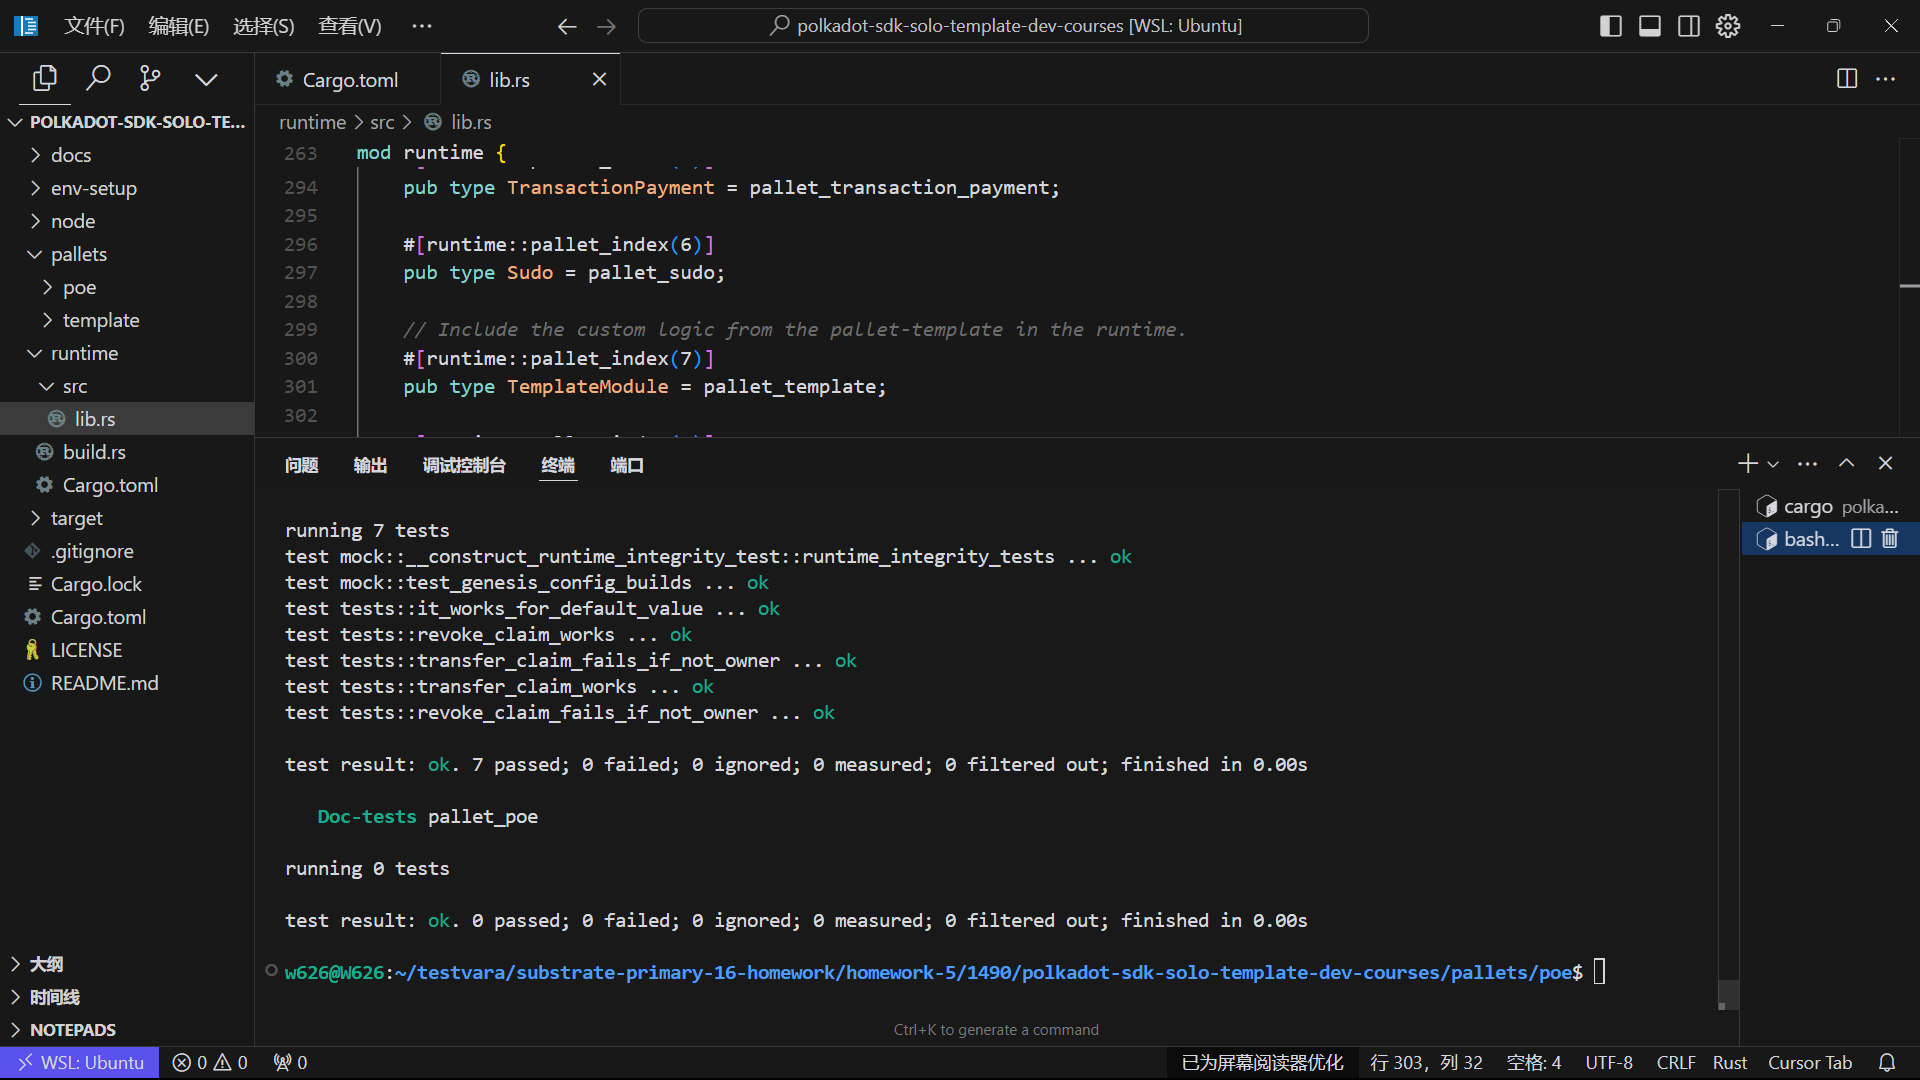 文件(F) 编辑(E) 选择(S) 查看(V) ···
polkadot-sdk-solo-template-dev-courses [WSL: Ubuntu]
Cargo.toml
lib.rs
POLKADOT-SDK-SOLO-TE...
docs
env-setup
node
pallets
poe
template
runtime
src
lib.rs
build.rs
Cargo.toml
target
.gitignore
Cargo.lock
Cargo.toml
LICENSE
README.md
大纲
时间线
NOTEPADS
runtime > src > lib.rs
263 mod runtime {
294 pub type TransactionPayment = pallet_transaction_payment;
295
296 #[runtime::pallet_index(6)]
297 pub type Sudo = pallet_sudo;
298
299 // Include the custom logic from the pallet-template in the runtime.
300 #[runtime::pallet_index(7)]
301 pub type TemplateModule = pallet_template;
302
问题 输出 调试控制台 终端 端口
running 7 tests
test mock::__construct_runtime_integrity_test::runtime_integrity_tests ... ok
test mock::test_genesis_config_builds ... ok
test tests::it_works_for_default_value ... ok
test tests::revoke_claim_works ... ok
test tests::transfer_claim_fails_if_not_owner ... ok
test tests::transfer_claim_works ... ok
test tests::revoke_claim_fails_if_not_owner ... ok
test result: ok. 7 passed; 0 failed; 0 ignored; 0 measured; 0 filtered out; finished in 0.00s
Doc-tests pallet_poe
running 0 tests
test result: ok. 0 passed; 0 failed; 0 ignored; 0 measured; 0 filtered out; finished in 0.00s
w626@W626:~/testvara/substrate-primary-16-homework/homework-5/1490/polkadot-sdk-solo-template-dev-courses/pallets/poe$
Ctrl+K to generate a command
cargo polka...
bash...
WSL: Ubuntu 0 0 0
已为屏幕阅读器优化 行 303，列 32 空格: 4 UTF-8 CRLF Rust Cursor Tab